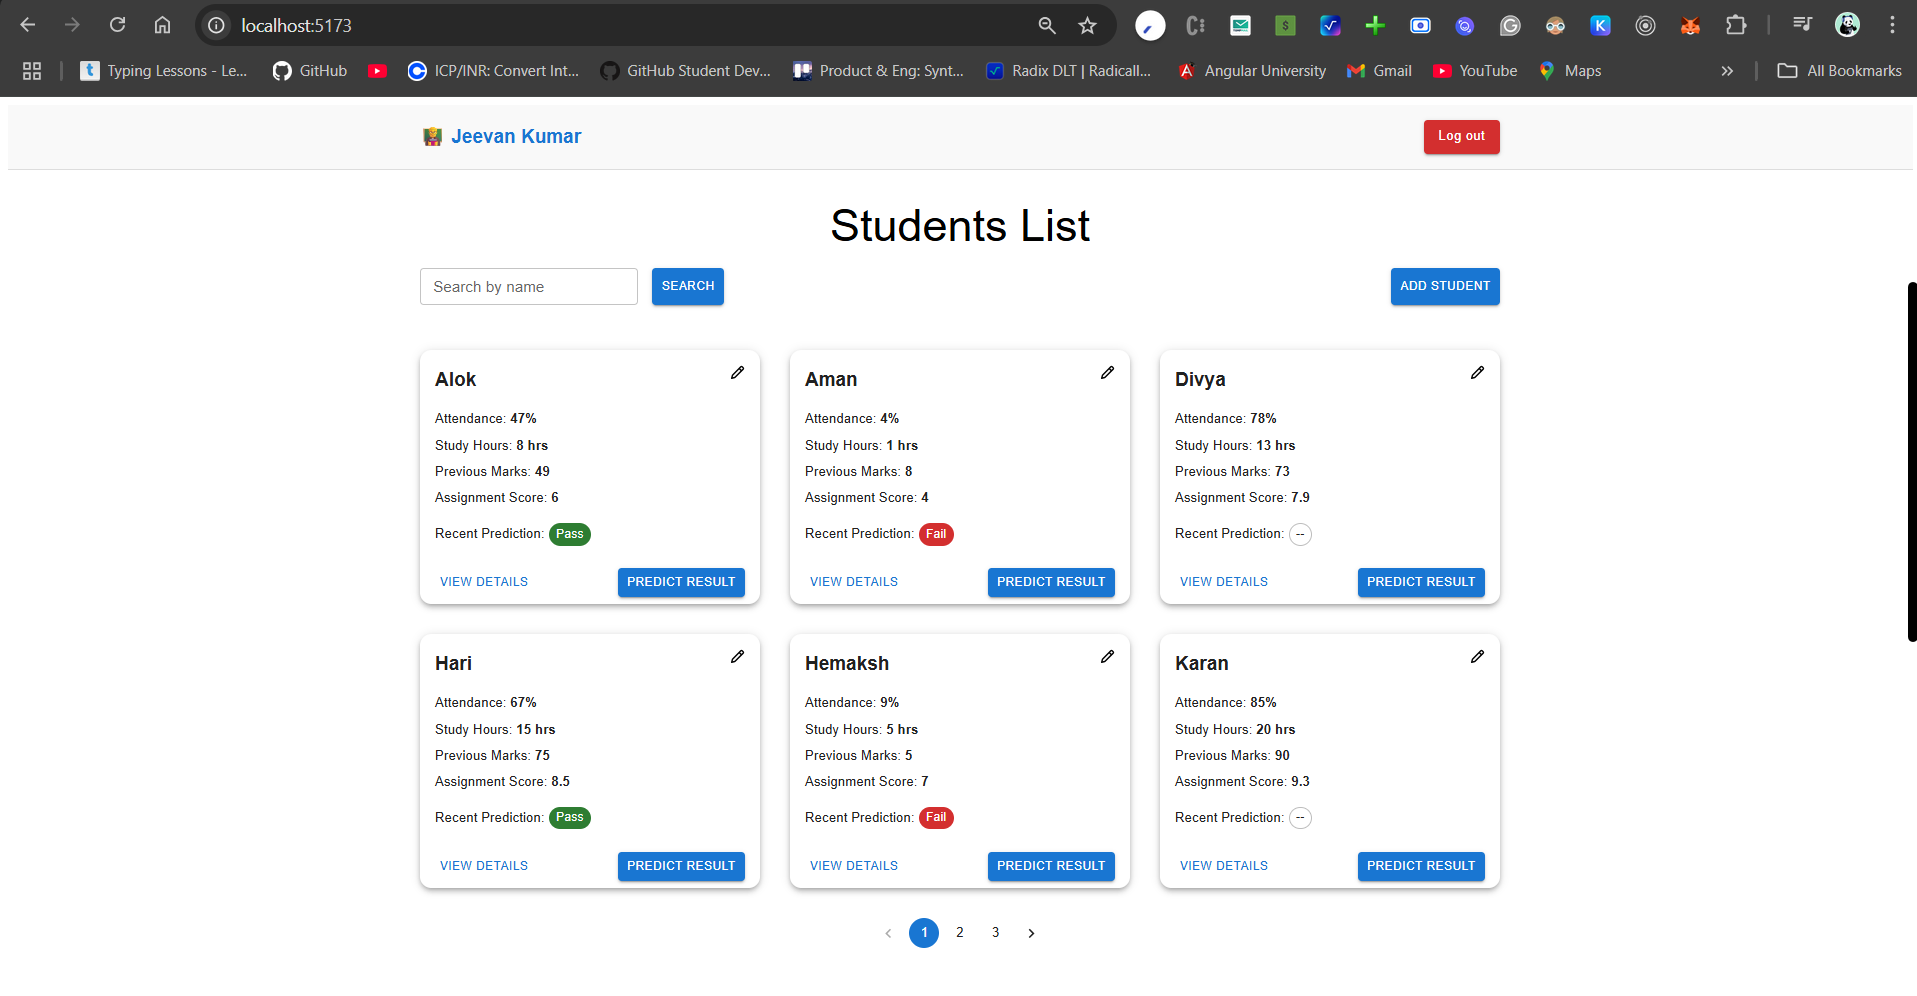 localhost:5173
Typing Lessons - Le...
GitHub
ICP/INR: Convert Int...
GitHub Student Dev...
Product & Eng: Synt...
Radix DLT | Radicall...
Angular University
Gmail
YouTube
Maps
All Bookmarks
Jeevan Kumar
Log out
Students List
Search by name
SEARCH
ADD STUDENT
Alok
Attendance: 47%
Study Hours: 8 hrs
Previous Marks: 49
Assignment Score: 6
Recent Prediction: Pass
VIEW DETAILS
PREDICT RESULT
Aman
Attendance: 4%
Study Hours: 1 hrs
Previous Marks: 8
Assignment Score: 4
Recent Prediction: Fail
VIEW DETAILS
PREDICT RESULT
Divya
Attendance: 78%
Study Hours: 13 hrs
Previous Marks: 73
Assignment Score: 7.9
Recent Prediction: --
VIEW DETAILS
PREDICT RESULT
Hari
Attendance: 67%
Study Hours: 15 hrs
Previous Marks: 75
Assignment Score: 8.5
Recent Prediction: Pass
VIEW DETAILS
PREDICT RESULT
Hemaksh
Attendance: 9%
Study Hours: 5 hrs
Previous Marks: 5
Assignment Score: 7
Recent Prediction: Fail
VIEW DETAILS
PREDICT RESULT
Karan
Attendance: 85%
Study Hours: 20 hrs
Previous Marks: 90
Assignment Score: 9.3
Recent Prediction: --
VIEW DETAILS
PREDICT RESULT
1 2 3